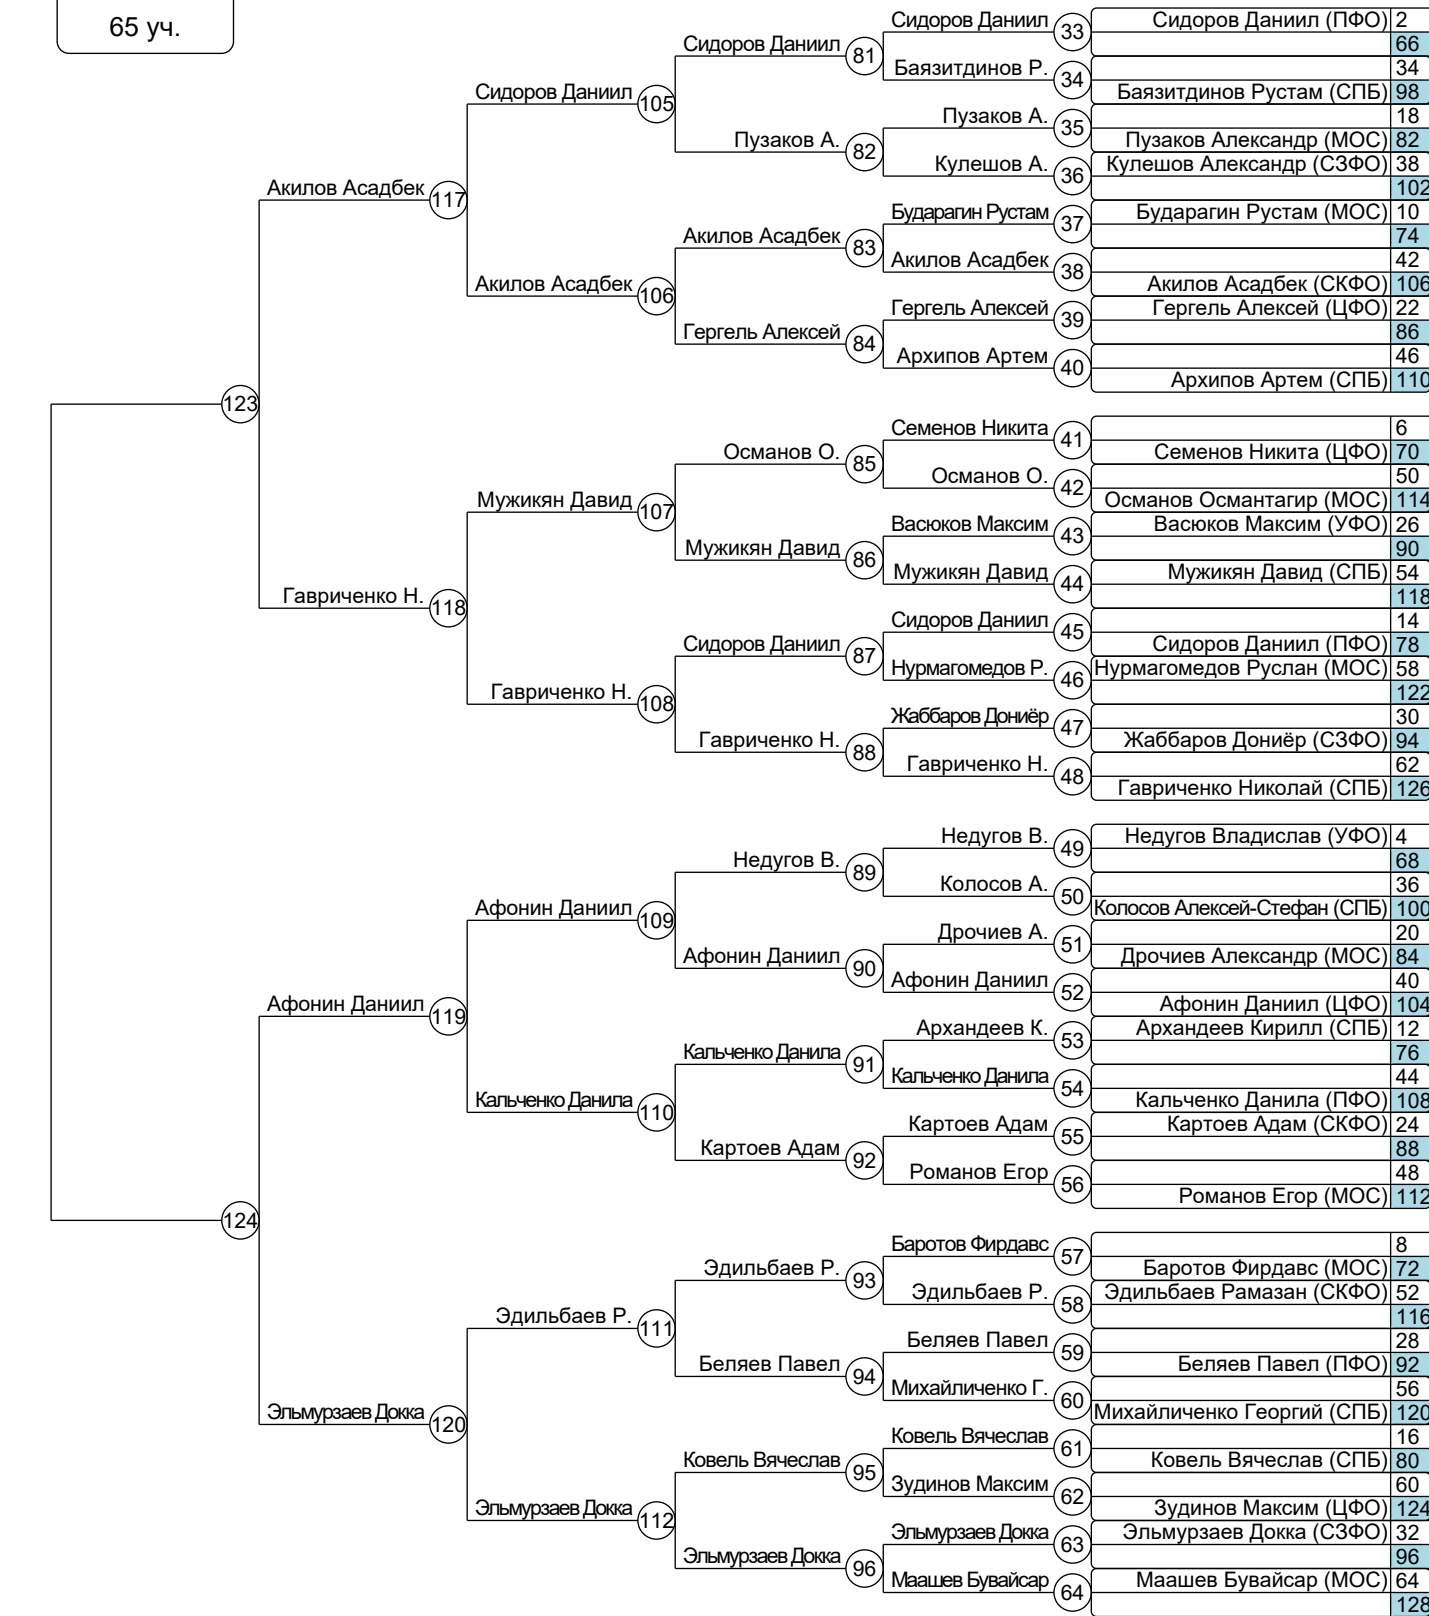 65 уч.
Сидоров Даниил 33 Сидоров Даниил (ПФО) 2
66
Сидоров Даниил 81
Баязитдинов Р. 34 34
Баязитдинов Рустам (СПБ) 98
Сидоров Даниил 105
Пузаков А. 35 18
Пузаков Александр (МОС) 82
Пузаков А. 82
Кулешов А. 36 Кулешов Александр (СЗФО) 38
102
Акилов Асадбек 117
Бударагин Рустам 37 Бударагин Рустам (МОС) 10
74
Акилов Асадбек 83
Акилов Асадбек 38 42
Акилов Асадбек (СКФО) 106
Акилов Асадбек 106
Гергель Алексей 39 Гергель Алексей (ЦФО) 22
86
Гергель Алексей 84
Архипов Артем 40 46
Архипов Артем (СПБ) 110
123
Семенов Никита 41 6
Семенов Никита (ЦФО) 70
Османов О. 85
Османов О. 42 50
Османов Османтагир (МОС) 114
Мужикян Давид 107
Васюков Максим 43 Васюков Максим (УФО) 26
90
Мужикян Давид 86
Мужикян Давид 44 Мужикян Давид (СПБ) 54
118
Гавриченко Н. 118
Сидоров Даниил 45 14
Сидоров Даниил (ПФО) 78
Сидоров Даниил 87
Нурмагомедов Р. 46 Нурмагомедов Руслан (МОС) 58
122
Гавриченко Н. 108
Жаббаров Дониёр 47 30
Жаббаров Дониёр (СЗФО) 94
Гавриченко Н. 88
Гавриченко Н. 48 62
Гавриченко Николай (СПБ) 126
Недугов В. 49 Недугов Владислав (УФО) 4
68
Недугов В. 89
Колосов А. 50 36
Колосов Алексей-Стефан (СПБ) 100
Афонин Даниил 109
Дрочиев А. 51 20
Дрочиев Александр (МОС) 84
Афонин Даниил 90
Афонин Даниил 52 40
Афонин Даниил (ЦФО) 104
Афонин Даниил 119
Архандеев К. 53 Архандеев Кирилл (СПБ) 12
76
Кальченко Данила 91
Кальченко Данила 54 44
Кальченко Данила (ПФО) 108
Кальченко Данила 110
Картоев Адам 55 Картоев Адам (СКФО) 24
88
Картоев Адам 92
Романов Егор 56 48
Романов Егор (МОС) 112
124
Баротов Фирдавс 57 8
Баротов Фирдавс (МОС) 72
Эдильбаев Р. 93
Эдильбаев Р. 58 Эдильбаев Рамазан (СКФО) 52
116
Эдильбаев Р. 111
Беляев Павел 59 28
Беляев Павел (ПФО) 92
Беляев Павел 94
Михайличенко Г. 60 56
Михайличенко Георгий (СПБ) 120
Эльмурзаев Докка 120
Ковель Вячеслав 61 16
Ковель Вячеслав (СПБ) 80
Ковель Вячеслав 95
Зудинов Максим 62 60
Зудинов Максим (ЦФО) 124
Эльмурзаев Докка 112
Эльмурзаев Докка 63 Эльмурзаев Докка (СЗФО) 32
96
Эльмурзаев Докка 96
Маашев Бувайсар 64 Маашев Бувайсар (МОС) 64
128